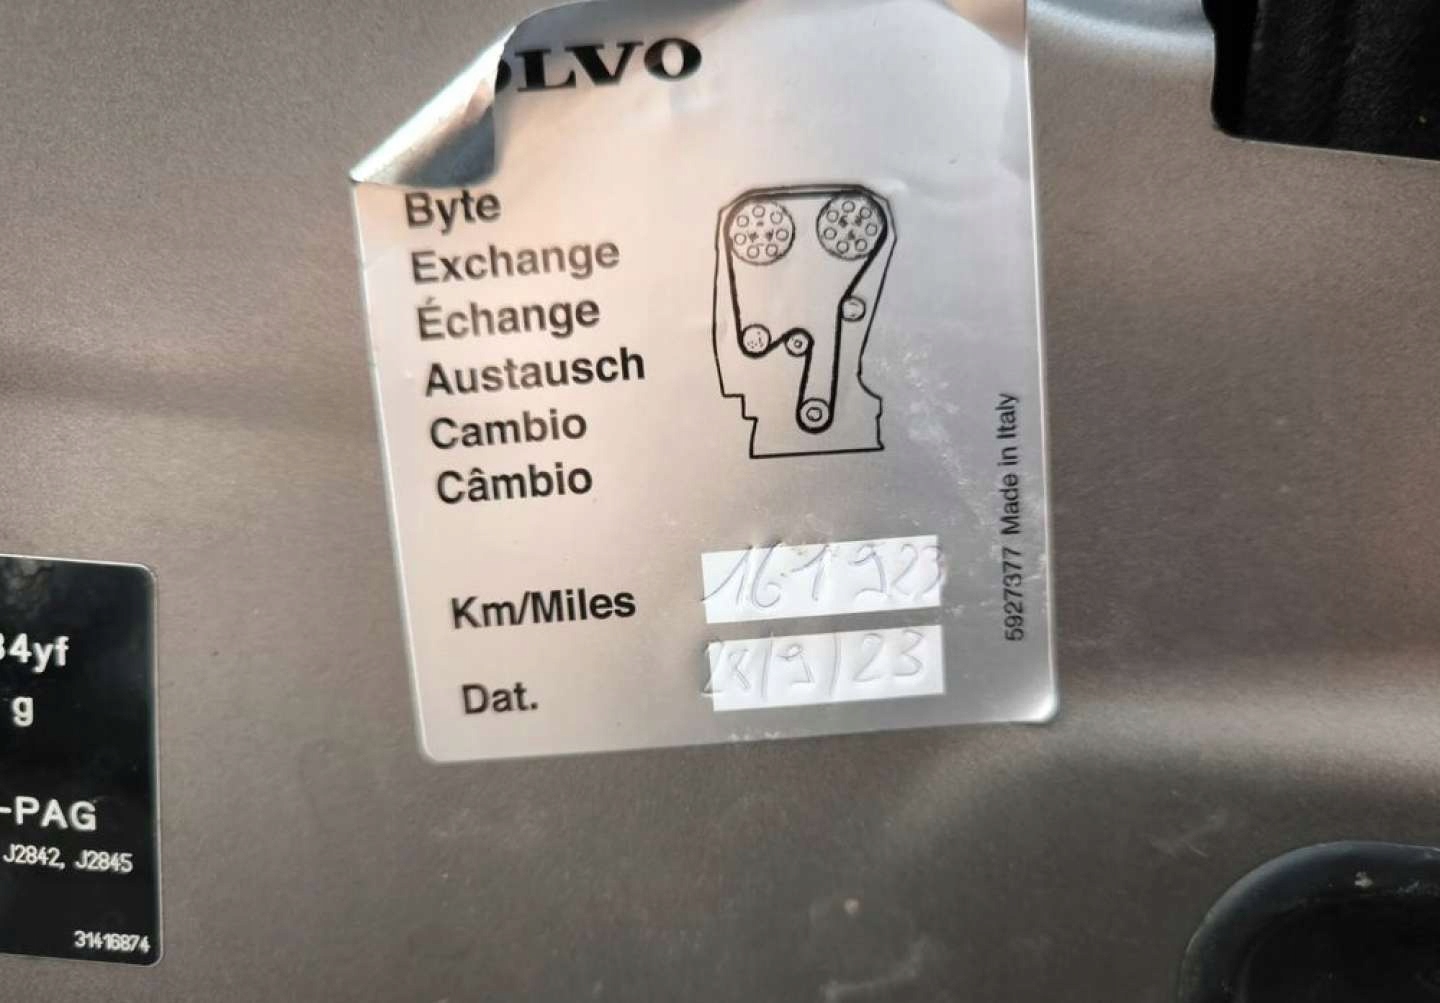 VOLVO
Byte
Exchange
Échange
Austausch
Cambio
Câmbio
Km/Miles 161923
Dat. 28/9/23
5927377 Made in Italy
34yf
g
-PAG
J2842, J2845
31416874